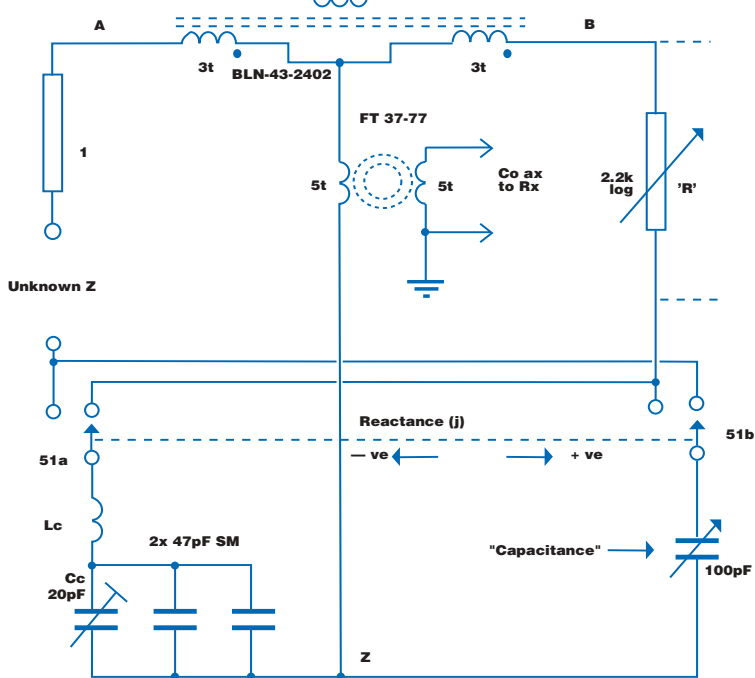 A
B
3t
BLN-43-2402
3t
FT 37-77
1
5t
5t
Co ax
to Rx
2.2k
log
'R'
Unknown Z
Reactance (j)
51a
— ve
+ ve
51b
Lc
2x 47pF SM
"Capacitance"
100pF
Cc
20pF
Z